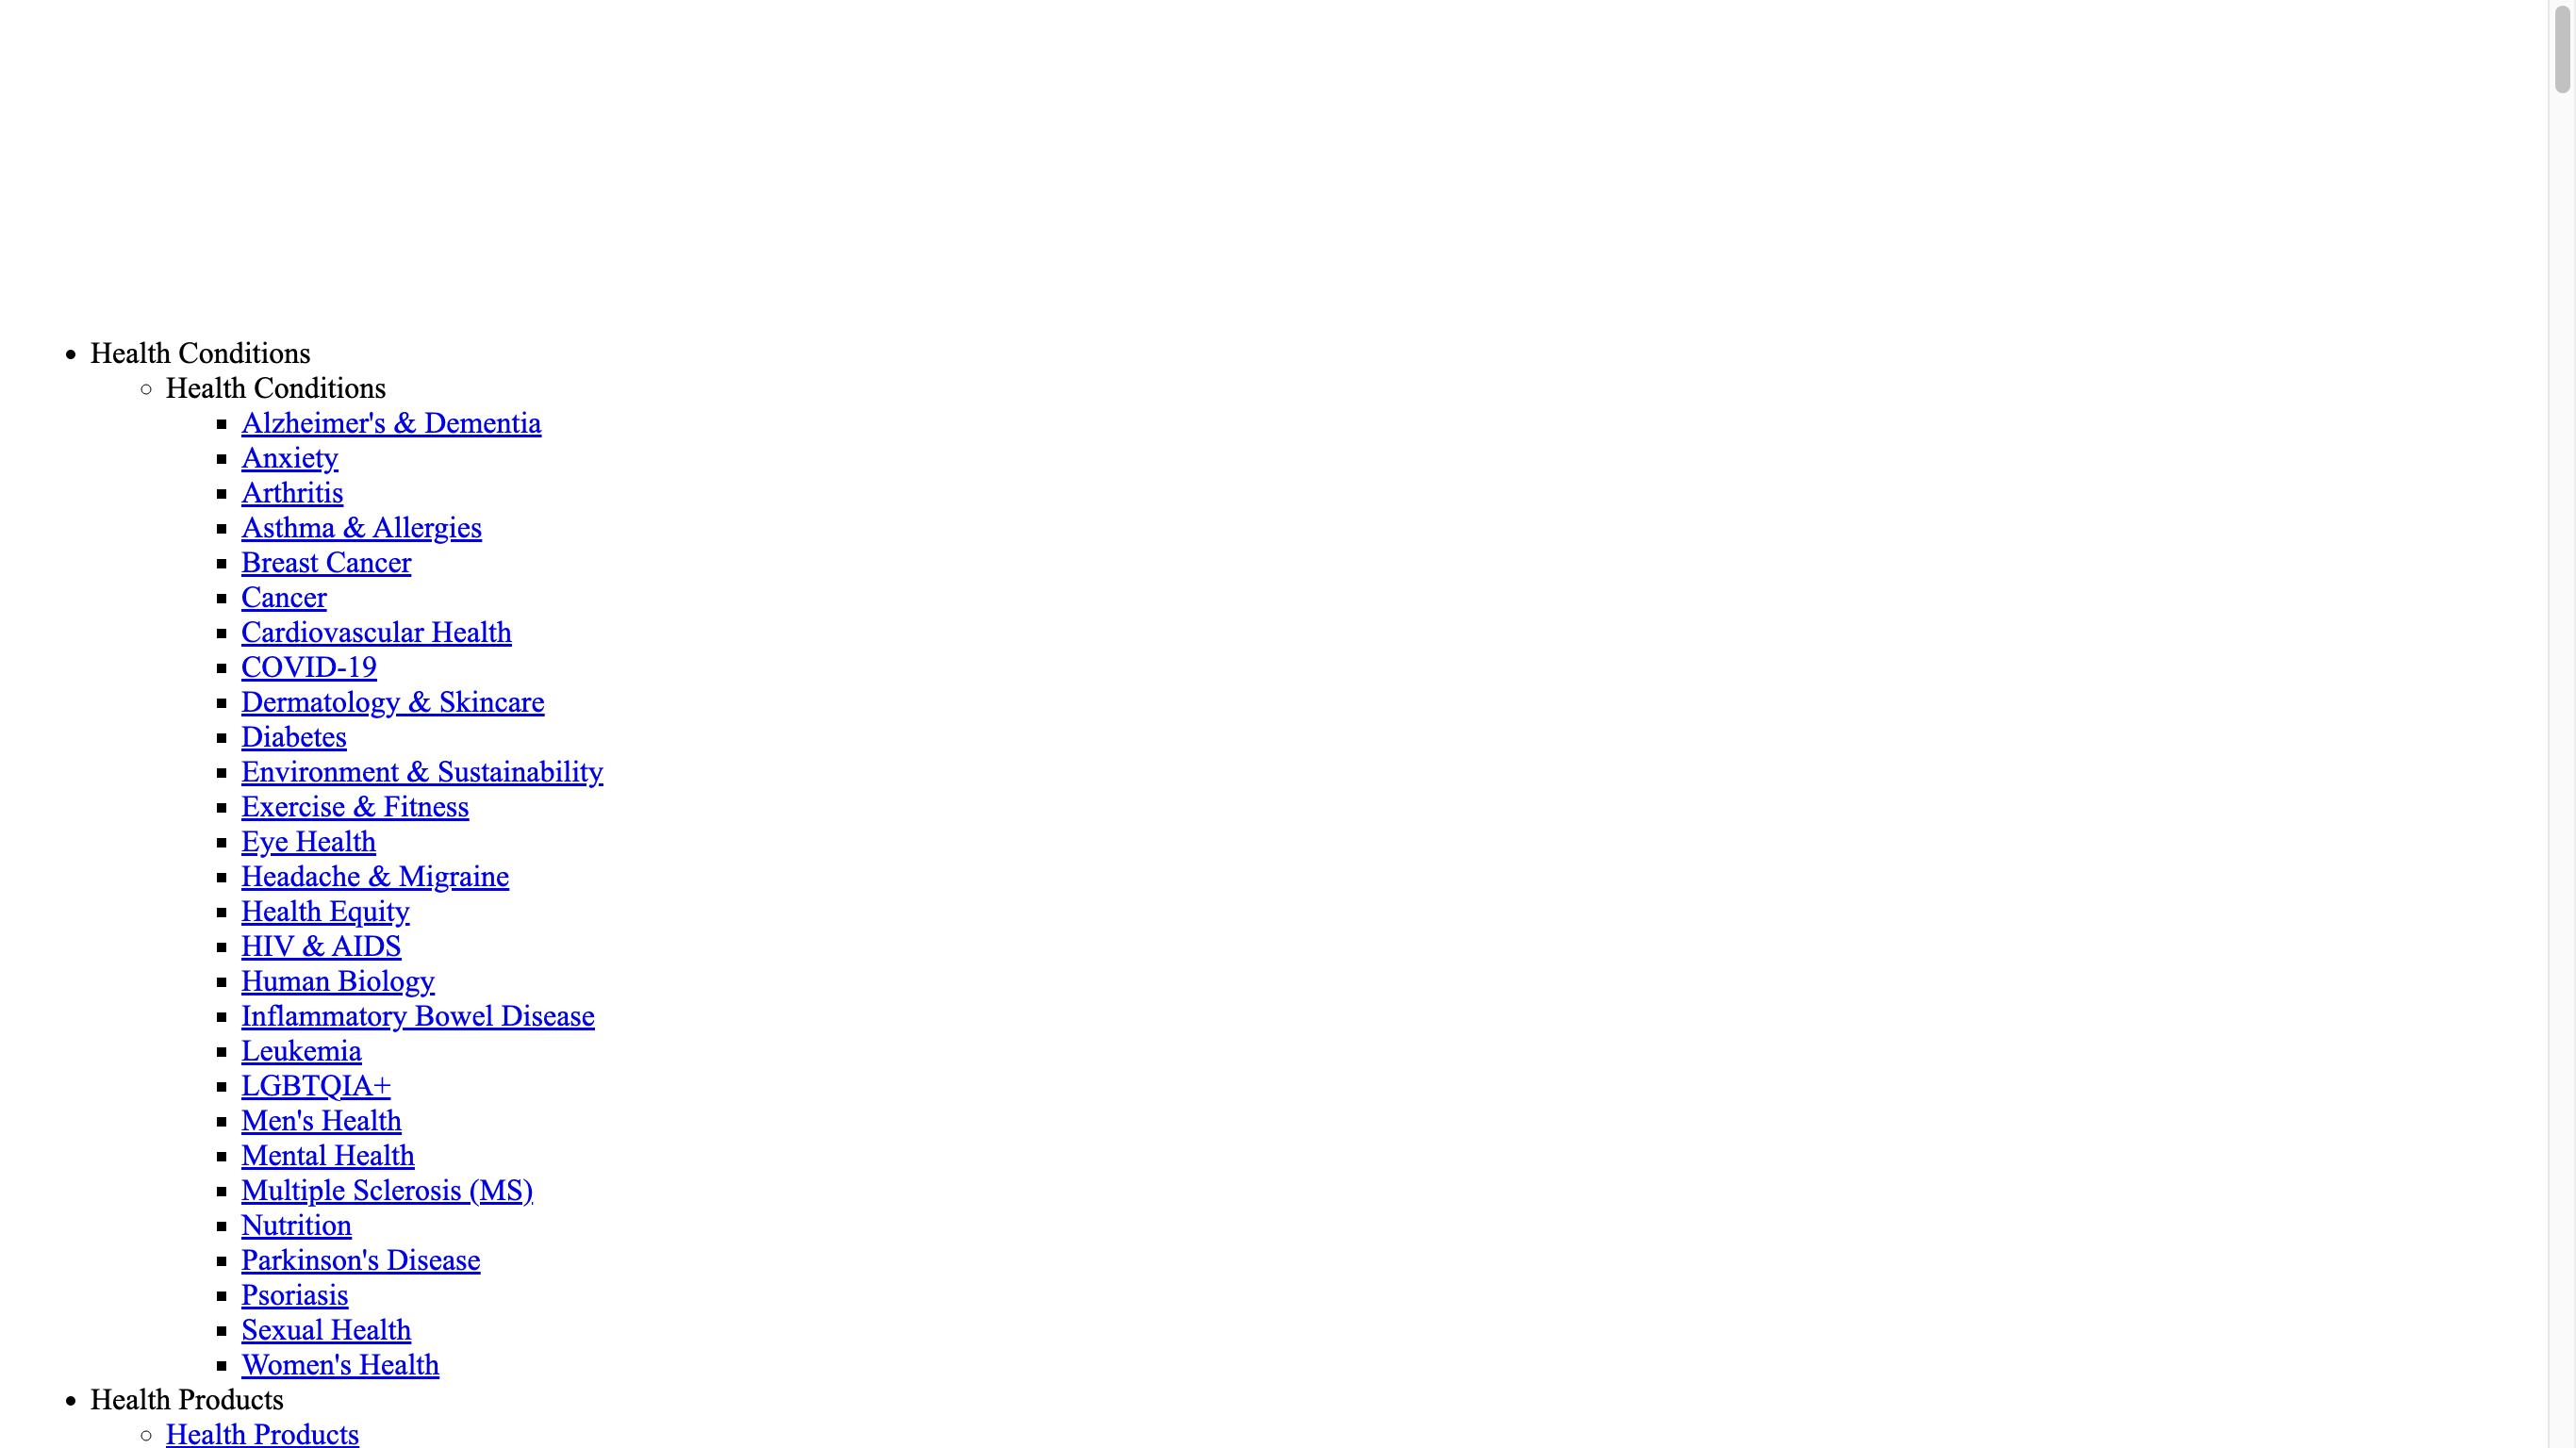 Health Conditions
Health Conditions
Alzheimer's & Dementia
Anxiety
Arthritis
Asthma & Allergies
Breast Cancer
Cancer
Cardiovascular Health
COVID-19
Dermatology & Skincare
Diabetes
Environment & Sustainability
Exercise & Fitness
Eye Health
Headache & Migraine
Health Equity
HIV & AIDS
Human Biology
Inflammatory Bowel Disease
Leukemia
LGBTQIA+
Men's Health
Mental Health
Multiple Sclerosis (MS)
Nutrition
Parkinson's Disease
Psoriasis
Sexual Health
Women's Health
Health Products
Health Products